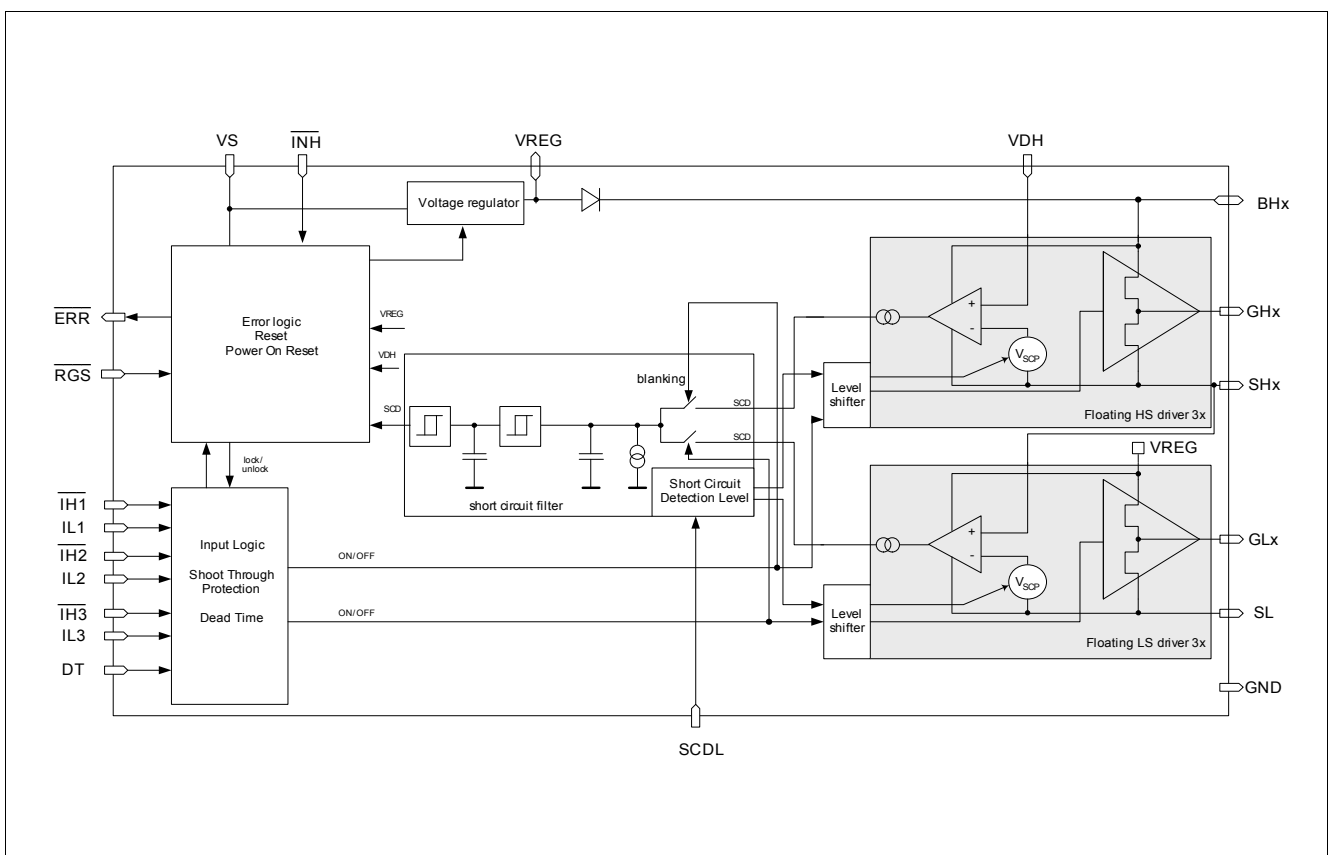 VS
INH
VREG
VDH
Voltage regulator
BHx
ERR
Error logic
Reset
Power On Reset
VREG
VDH
SCD
RGS
blanking
SCD
SCD
+
-
VSCP
Level
shifter
GHx
SHx
Floating HS driver 3x
lock/
unlock
short circuit filter
Short Circuit
Detection Level
VREG
IH1
IL1
IH2
IL2
IH3
IL3
DT
Input Logic
Shoot Through
Protection
Dead Time
ON/OFF
ON/OFF
+
-
VSCP
Level
shifter
GLx
SL
Floating LS driver 3x
GND
SCDL